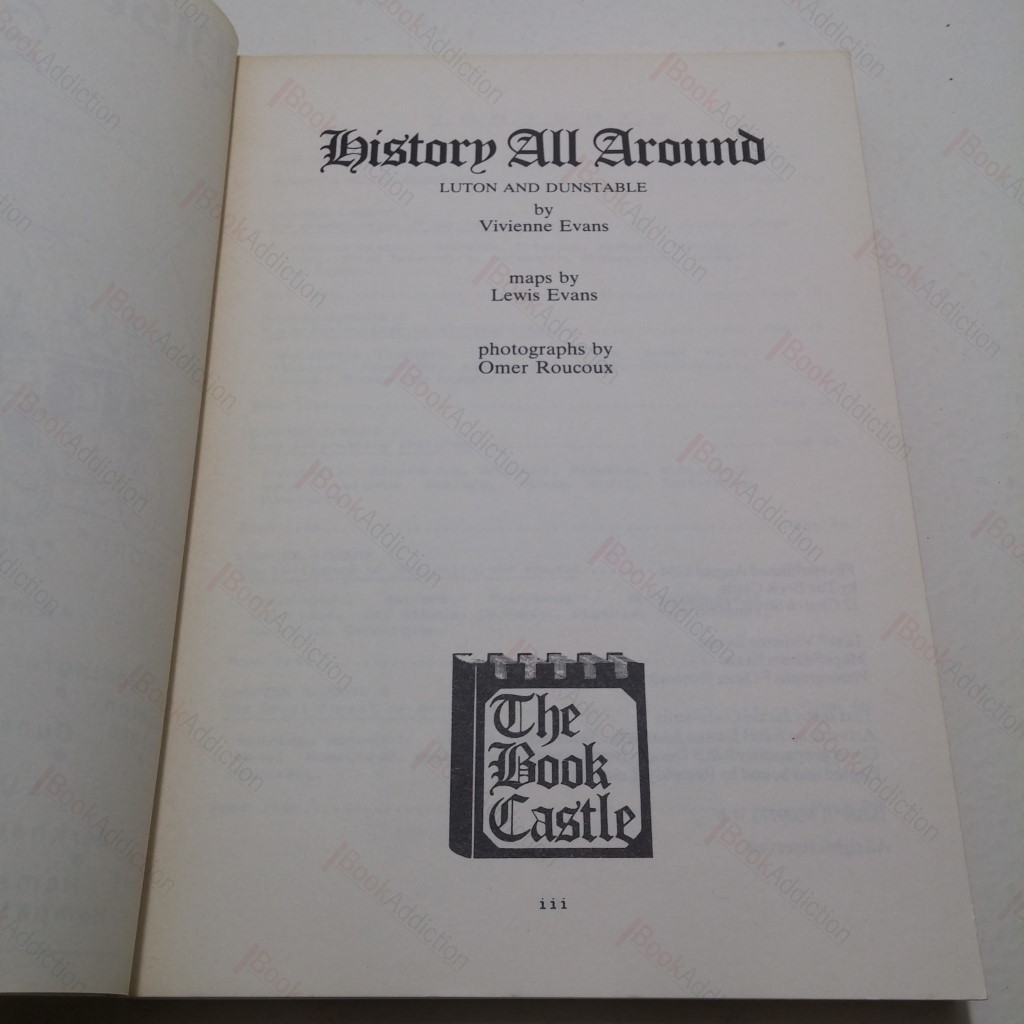 History All Around
LUTON AND DUNSTABLE
by
Vivienne Evans
maps by
Lewis Evans
photographs by
Omer Roucoux
The
Book
Castle
iii
BookAddiction